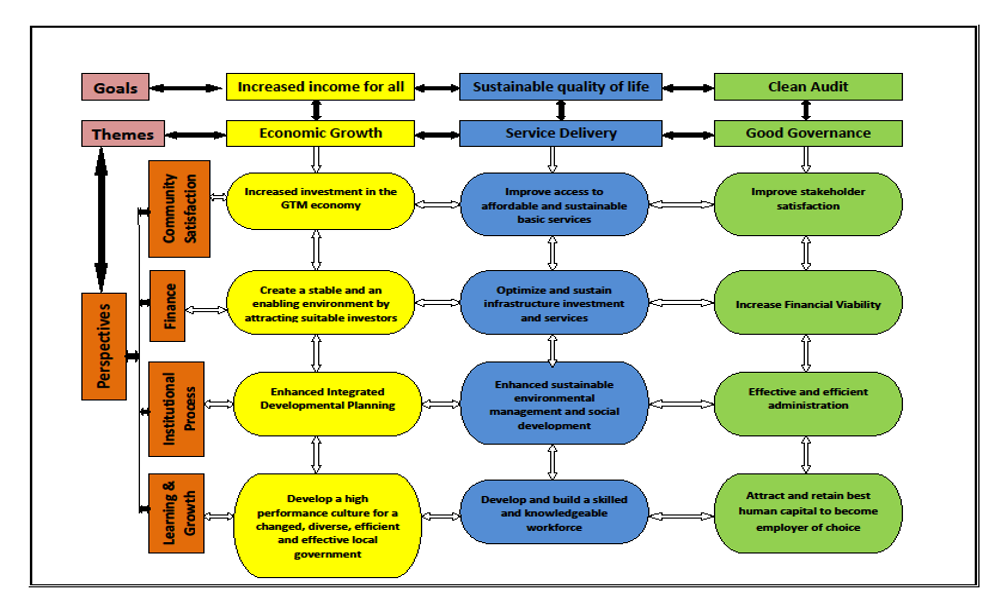 Goals
Increased income for all
Sustainable quality of life
Clean Audit
Themes
Economic Growth
Service Delivery
Good Governance
Perspectives
Community
Satisfaction
Increased investment in the
GTM economy
Improve access to
affordable and sustainable
basic services
Improve stakeholder
satisfaction
Finance
Create a stable and an
enabling environment by
attracting suitable investors
Optimize and sustain
infrastructure investment
and services
Increase Financial Viability
Institutional
Process
Enhanced Integrated
Developmental Planning
Enhanced sustainable
environmental
management and social
development
Effective and efficient
administration
Learning &
Growth
Develop a high
performance culture for a
changed, diverse, efficient
and effective local
government
Develop and build a skilled
and knowledgeable
workforce
Attract and retain best
human capital to become
employer of choice